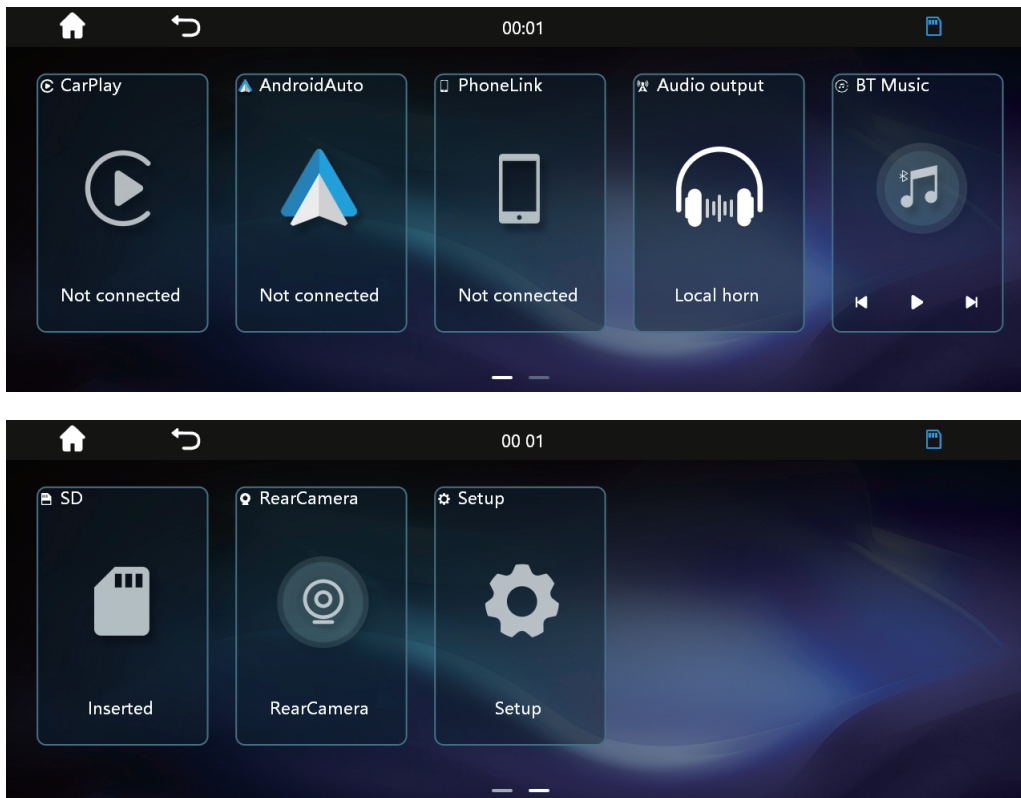 00:01
CarPlay
AndroidAuto
PhoneLink
Audio output
BT Music
Not connected
Not connected
Not connected
Local horn
00 01
SD
RearCamera
Setup
Inserted
RearCamera
Setup